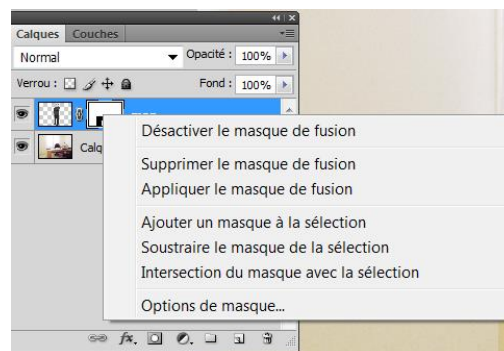 Calques Couches
Normal Opacité : 100%
Verrou : Fond : 100%
Calq
Désactiver le masque de fusion
Supprimer le masque de fusion
Appliquer le masque de fusion
Ajouter un masque à la sélection
Soustraire le masque de la sélection
Intersection du masque avec la sélection
Options de masque...
fx.